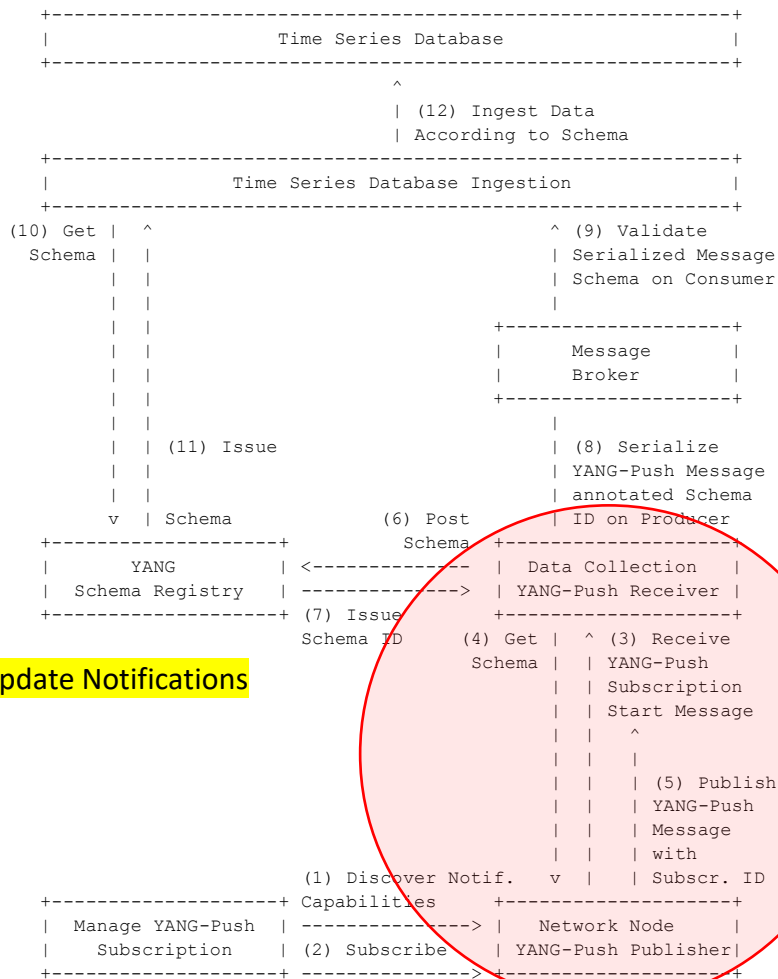 +------------------------------------------------------------+
|                    Time Series Database                    |
+------------------------------------------------------------+
                               ^
                               | (12) Ingest Data
                               | According to Schema
+------------------------------------------------------------+
|                Time Series Database Ingestion              |
+------------------------------------------------------------+
(10) Get |  ^                                   ^ (9) Validate
  Schema |  |                                   | Serialized Message
         |  |                                   | Schema on Consumer
         |  |                                   |
         |  |                              +--------------------+
         |  |                              |      Message       |
         |  |                              |      Broker        |
         |  |                              +--------------------+
         |  |                                   |
         |  | (11) Issue                        | (8) Serialize
         |  |                                   | YANG-Push Message
         |  |                                   | annotated Schema
         v  | Schema             (6) Post       | ID on Producer
+--------------------+             Schema  +--------------------+
|       YANG         | <--------------     |  Data Collection   |
|  Schema Registry   | -------------->     | YANG-Push Receiver |
+--------------------+ (7) Issue           +--------------------+
                       Schema ID     (4) Get |  ^ (3) Receive
                                      Schema |  | YANG-Push
pdate Notifications
                                             |  | Subscription
                                             |  | Start Message
                                             |  |   ^
                                             |  |   |
                                             |  |   | (5) Publish
                                             |  |   | YANG-Push
                                             |  |   | Message
                                             |  |   | with
                       (1) Discover Notif.   v  |   | Subscr. ID
+--------------------+ Capabilities        +--------------------+
|  Manage YANG-Push  | ---------------> |   Network Node     |
|    Subscription    | (2) Subscribe    | YANG-Push Publisher|
+--------------------+ ---------------> +--------------------+